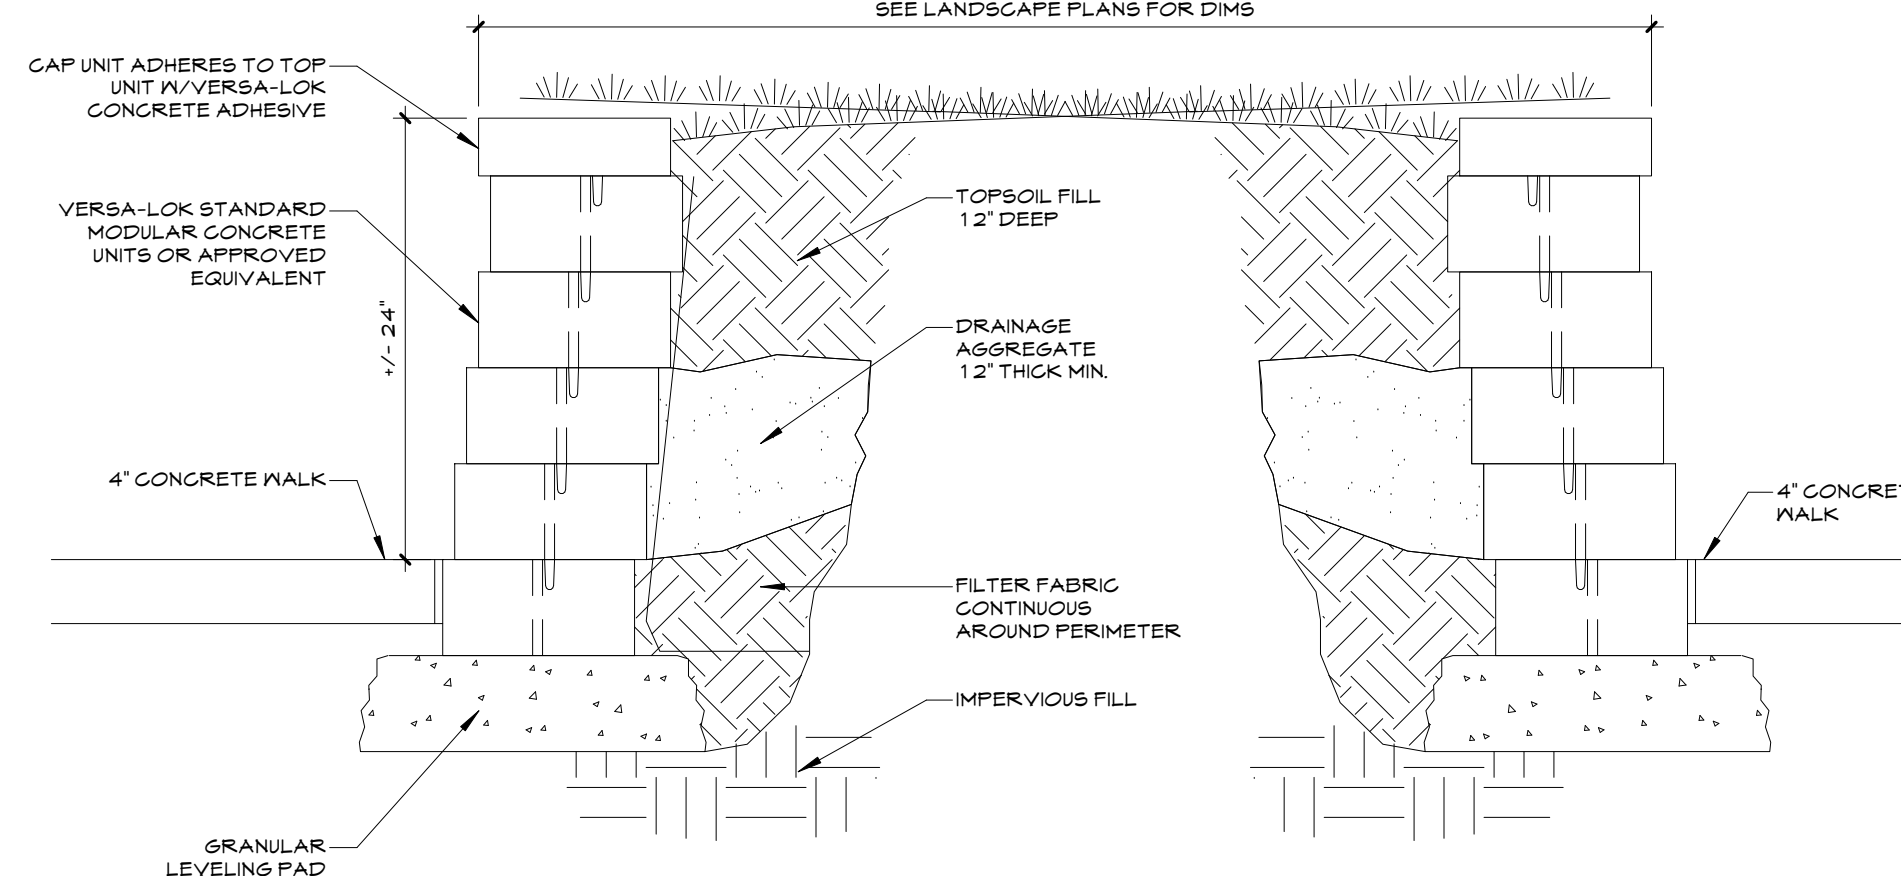 SEE LANDSCAPE PLANS FOR DIMS
CAP UNIT ADHERES TO TOP
UNIT W/VERSA-LOK
CONCRETE ADHESIVE
VERSA-LOK STANDARD
MODULAR CONCRETE
UNITS OR APPROVED
EQUIVALENT
+/- 24"
4" CONCRETE WALK
GRANULAR
LEVELING PAD
TOPSOIL FILL
12" DEEP
DRAINAGE
AGGREGATE
12" THICK MIN.
FILTER FABRIC
CONTINUOUS
AROUND PERIMETER
IMPERVIOUS FILL
4" CONCRET
WALK